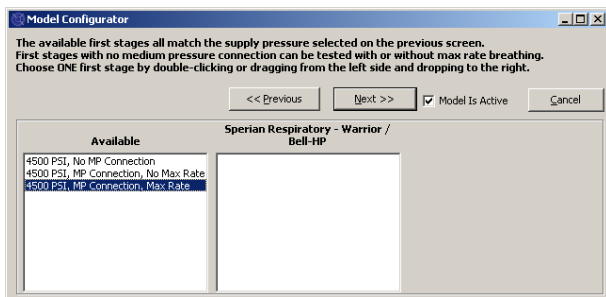 Model Configurator
The available first stages all match the supply pressure selected on the previous screen.
First stages with no medium pressure connection can be tested with or without max rate breathing.
Choose ONE first stage by double-clicking or dragging from the left side and dropping to the right.
<< Previous Next >> Model Is Active Cancel
Sperian Respiratory - Warrior /
Available Bell-HP
4500 PSI, No MP Connection
4500 PSI, MP Connection, No Max Rate
4500 PSI, MP Connection, Max Rate